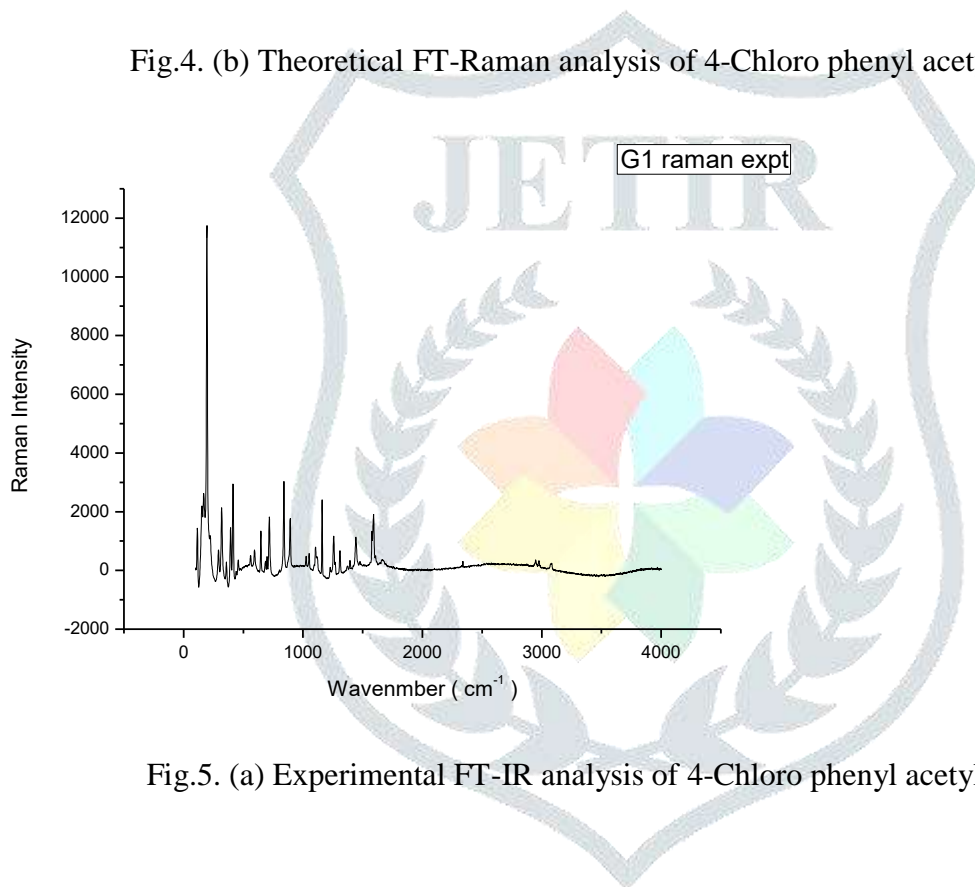 Fig.4. (b) Theoretical FT-Raman analysis of 4-Chloro phenyl acet
JETIR
G1 raman expt
12000
10000
8000
6000
4000
2000
0
-2000
Raman Intensity
0 1000 2000 3000 4000
Wavenmber ( cm⁻¹ )
Fig.5. (a) Experimental FT-IR analysis of 4-Chloro phenyl acety